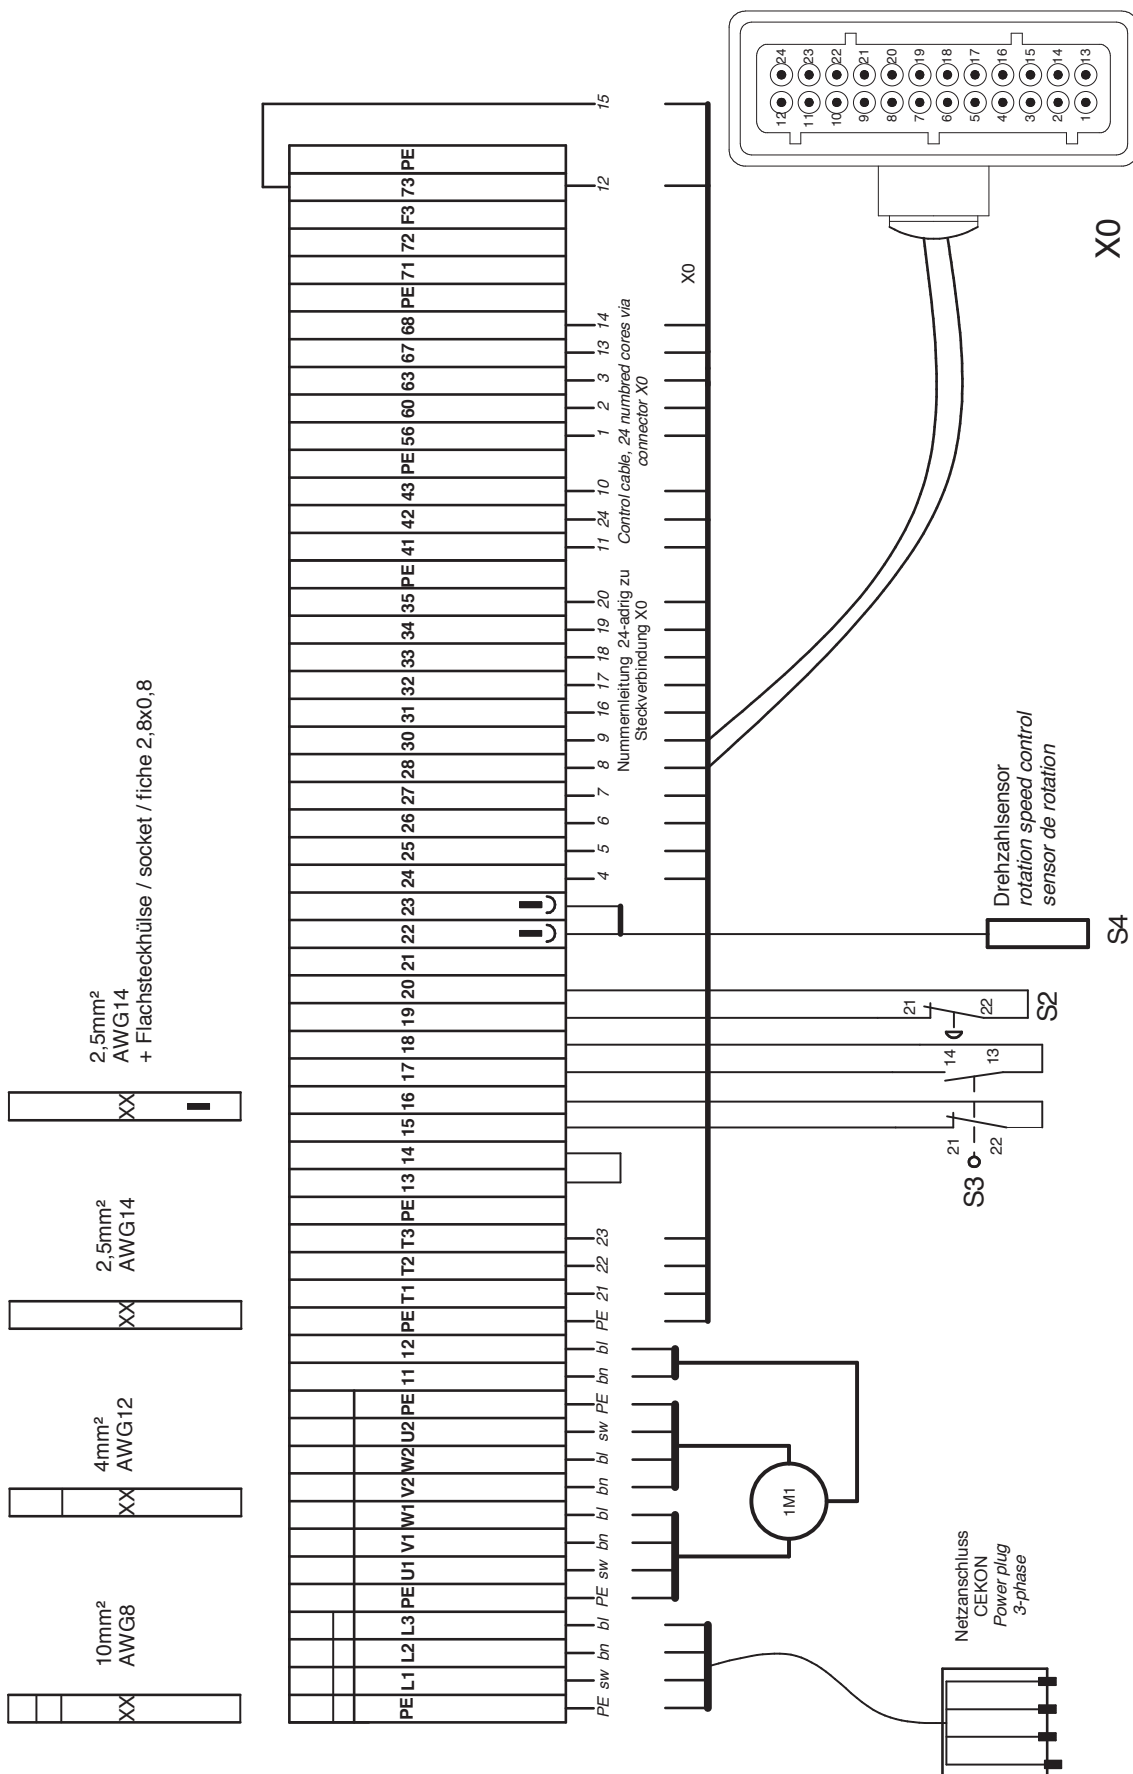 10mm²
AWG8
XX
4mm²
AWG12
XX
2,5mm²
AWG14
XX
2,5mm²
AWG14
+ Flachsteckhülse / socket / fiche 2,8x0,8
XX
PE L1 L2 L3 PE U1 V1 W1 V2 W2 U2 PE 11 12 PE T1 T2 T3 PE 13 14 15 16 17 18 19 20 21 22 23 24 25 26 27 28 30 31 32 33 34 35 PE 41 42 43 PE 56 60 63 67 68 PE 71 72 F3 73 PE
PE sw bn bl PE sw bn bl bn bl sw PE bn bl PE 21 22 23 4 5 6 7 8 9 16 17 18 19 20 11 24 10 1 2 3 13 14 12 15
Nummernleitung 24-adrig zu
Steckverbindung X0
Control cable, 24 numbred cores via
connector X0
X0
1M1
Netzanschluss
CEKON
Power plug
3-phase
21
22
S3
14
13
21
22
S2
Drehzahlsensor
rotation speed control
sensor de rotation
S4
12 11 10 9 8 7 6 5 4 3 2 1
24 23 22 21 20 19 18 17 16 15 14 13
X0